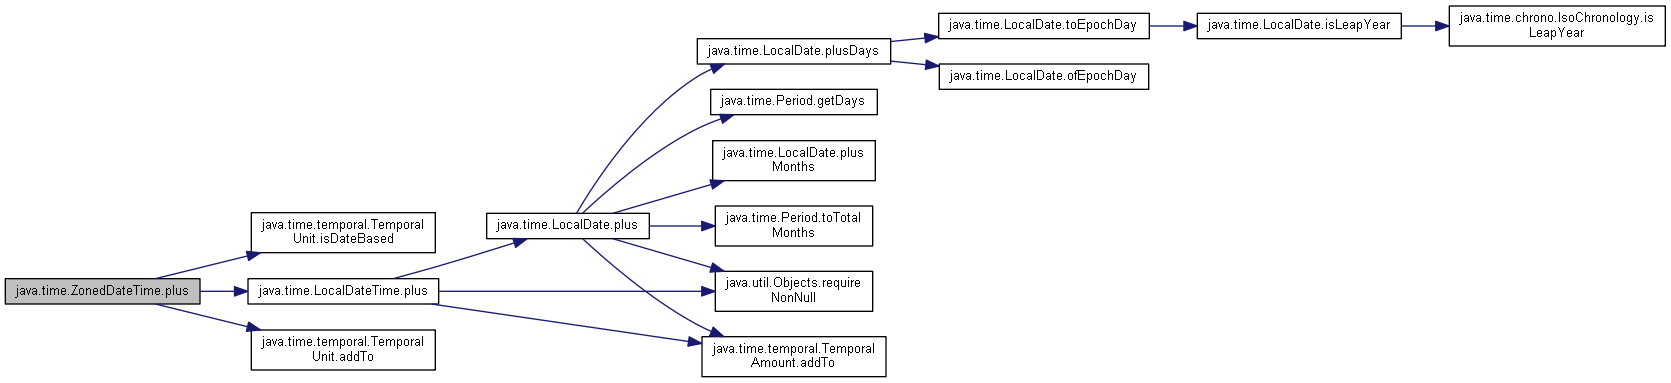 java.time.ZonedDateTime.plus
java.time.temporal.Temporal
Unit.isDateBased
java.time.LocalDateTime.plus
java.time.temporal.Temporal
Unit.addTo
java.time.LocalDate.plus
java.time.LocalDate.plusDays
java.time.Period.getDays
java.time.LocalDate.plus
Months
java.time.Period.toTotal
Months
java.util.Objects.require
NonNull
java.time.temporal.Temporal
Amount.addTo
java.time.LocalDate.toEpochDay
java.time.LocalDate.ofEpochDay
java.time.LocalDate.isLeapYear
java.time.chrono.IsoChronology.is
LeapYear